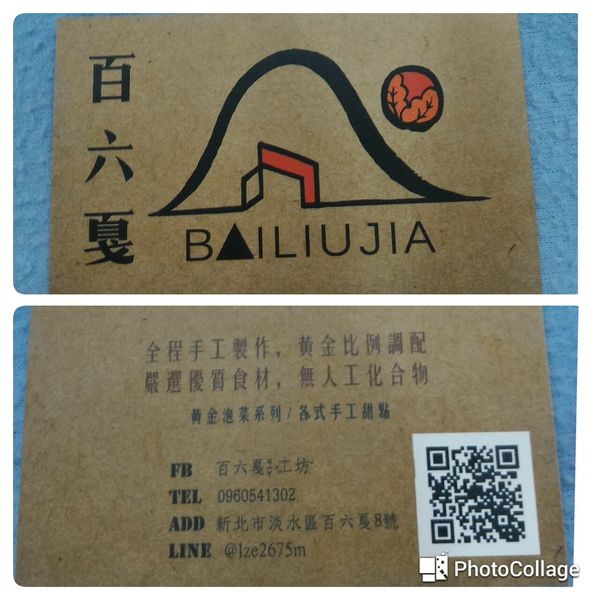 百六戛
BAILIUJIA
全程手工製作，黃金比例調配
嚴選優質食材，無人工化合物
黃金泡菜系列/各式手工甜點
FB 百六戛工坊
TEL 0960541302
ADD 新北市淡水區百六戛8號
LINE @lze2675m
PhotoCollage